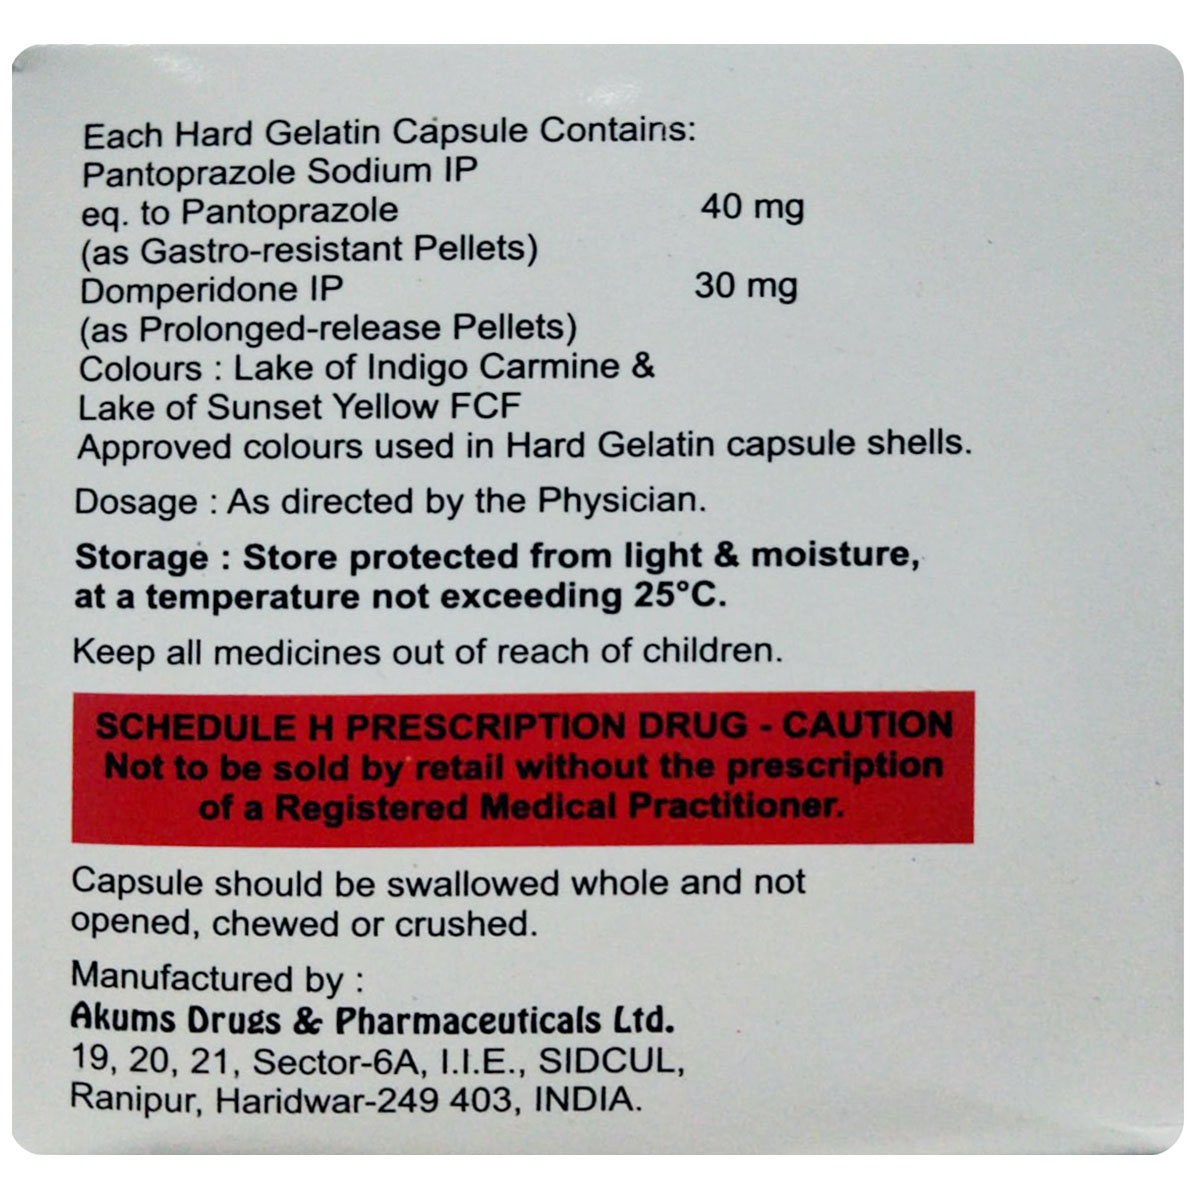 Each Hard Gelatin Capsule Contains:
Pantoprazole Sodium IP
eq. to Pantoprazole 40 mg
(as Gastro-resistant Pellets)
Domperidone IP 30 mg
(as Prolonged-release Pellets)
Colours : Lake of Indigo Carmine &
Lake of Sunset Yellow FCF
Approved colours used in Hard Gelatin capsule shells.
Dosage : As directed by the Physician.
Storage : Store protected from light & moisture,
at a temperature not exceeding 25°C.
Keep all medicines out of reach of children.
SCHEDULE H PRESCRIPTION DRUG - CAUTION
Not to be sold by retail without the prescription
of a Registered Medical Practitioner.
Capsule should be swallowed whole and not
opened, chewed or crushed.
Manufactured by :
Akums Drugs & Pharmaceuticals Ltd.
19, 20, 21, Sector-6A, I.I.E., SIDCUL,
Ranipur, Haridwar-249 403, INDIA.